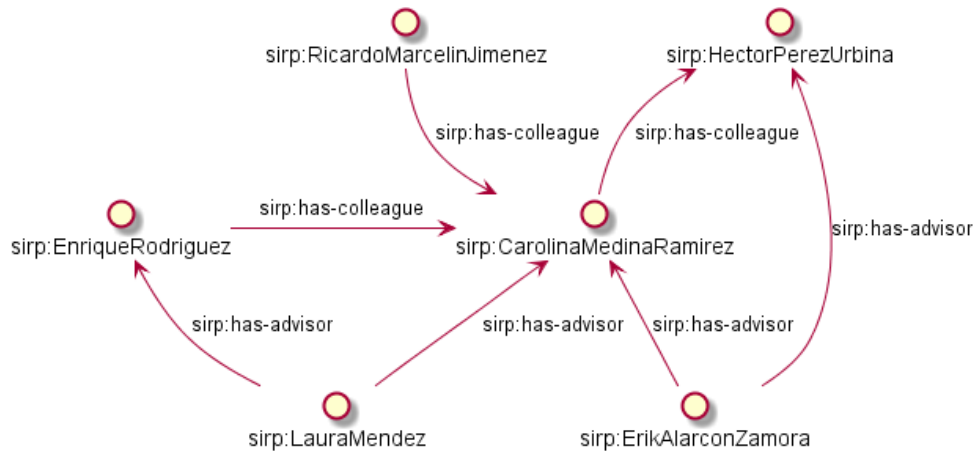 sirp:RicardoMarcelinJimenez
sirp:HectorPerezUrbina
sirp:has-colleague
sirp:has-colleague
sirp:has-colleague
sirp:has-advisor
sirp:EnriqueRodriguez
sirp:CarolinaMedinaRamirez
sirp:has-advisor
sirp:has-advisor
sirp:has-advisor
sirp:LauraMendez
sirp:ErikAlarconZamora